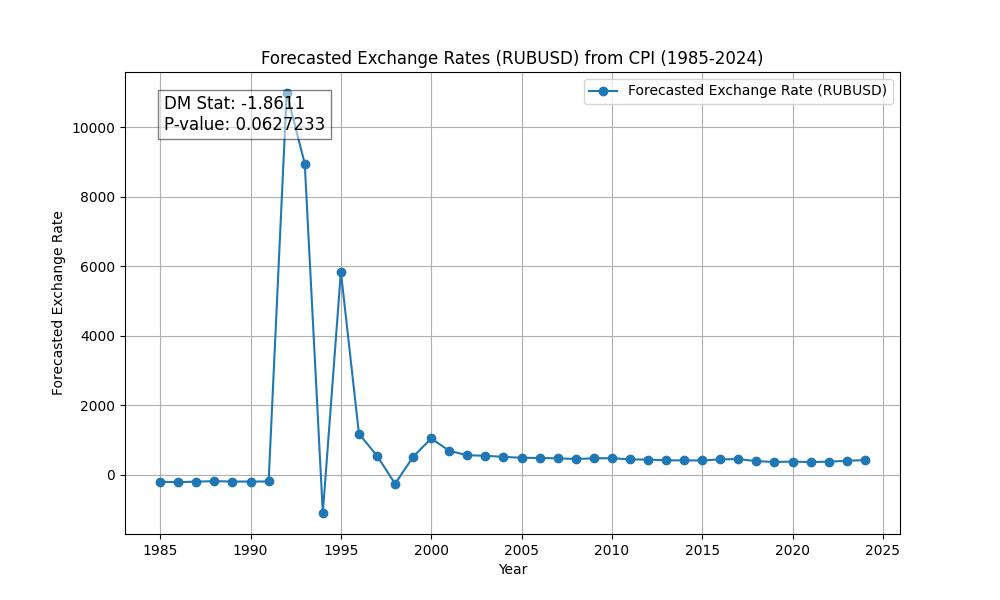 Forecasted Exchange Rates (RUBUSD) from CPI (1985-2024)
DM Stat: -1.8611
P-value: 0.0627233
Forecasted Exchange Rate (RUBUSD)
Forecasted Exchange Rate
10000
8000
6000
4000
2000
0
1985 1990 1995 2000 2005 2010 2015 2020 2025
Year